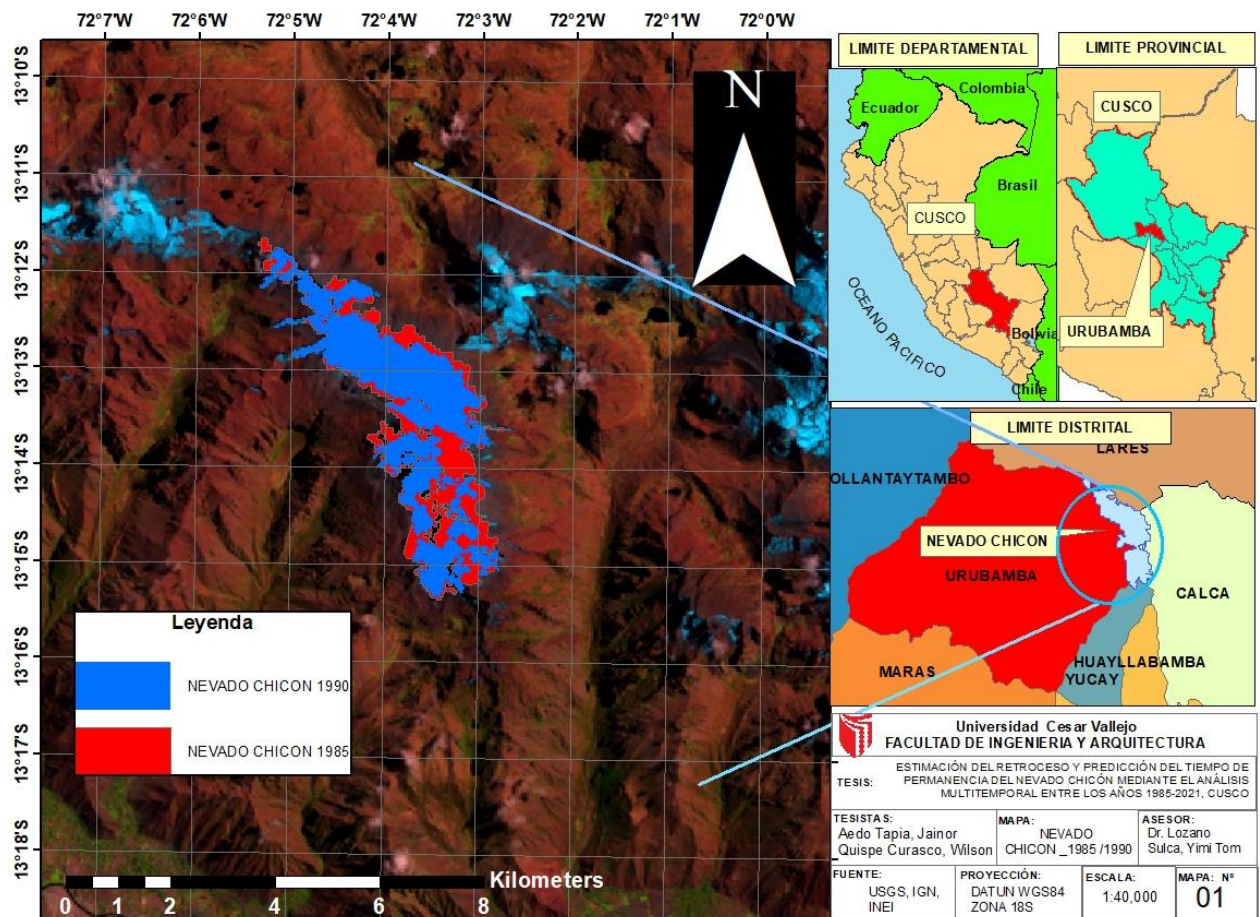 72°7'W 72°6'W 72°5'W 72°4'W 72°3'W 72°2'W 72°1'W 72°0'W
13°10'S
13°11'S
13°12'S
13°13'S
13°14'S
13°15'S
13°16'S
13°17'S
13°18'S
N
Leyenda
NEVADO CHICON 1990
NEVADO CHICON 1985
Kilometers
0 1 2 4 6 8
LIMITE DEPARTAMENTAL
Colombia
Ecuador
Brasil
CUSCO
OCEANO PACIFICO
Bolivia
Chile
LIMITE PROVINCIAL
CUSCO
URUBAMBA
LIMITE DISTRITAL
LARES
OLLANTAYTAMBO
NEVADO CHICON
URUBAMBA
CALCA
MARAS
HUAYLLABAMBA
YUCAY
Universidad Cesar Vallejo
FACULTAD DE INGENIERIA Y ARQUITECTURA
TESIS:
ESTIMACIÓN DEL RETROCESO Y PREDICCIÓN DEL TIEMPO DE
PERMANENCIA DEL NEVADO CHICÓN MEDIANTE EL ANÁLISIS
MULTITEMPORAL ENTRE LOS AÑOS 1985-2021, CUSCO
TESISTAS:
Aedo Tapia, Jainor
Quispe Curasco, Wilson
MAPA:
NEVADO
CHICON _1985 /1990
ASESOR:
Dr. Lozano
Sulca, Yimi Tom
FUENTE:
USGS, IGN,
INEI
PROYECCIÓN:
DATUN WGS84
ZONA 18S
ESCALA:
1:40,000
MAPA: Nº
01